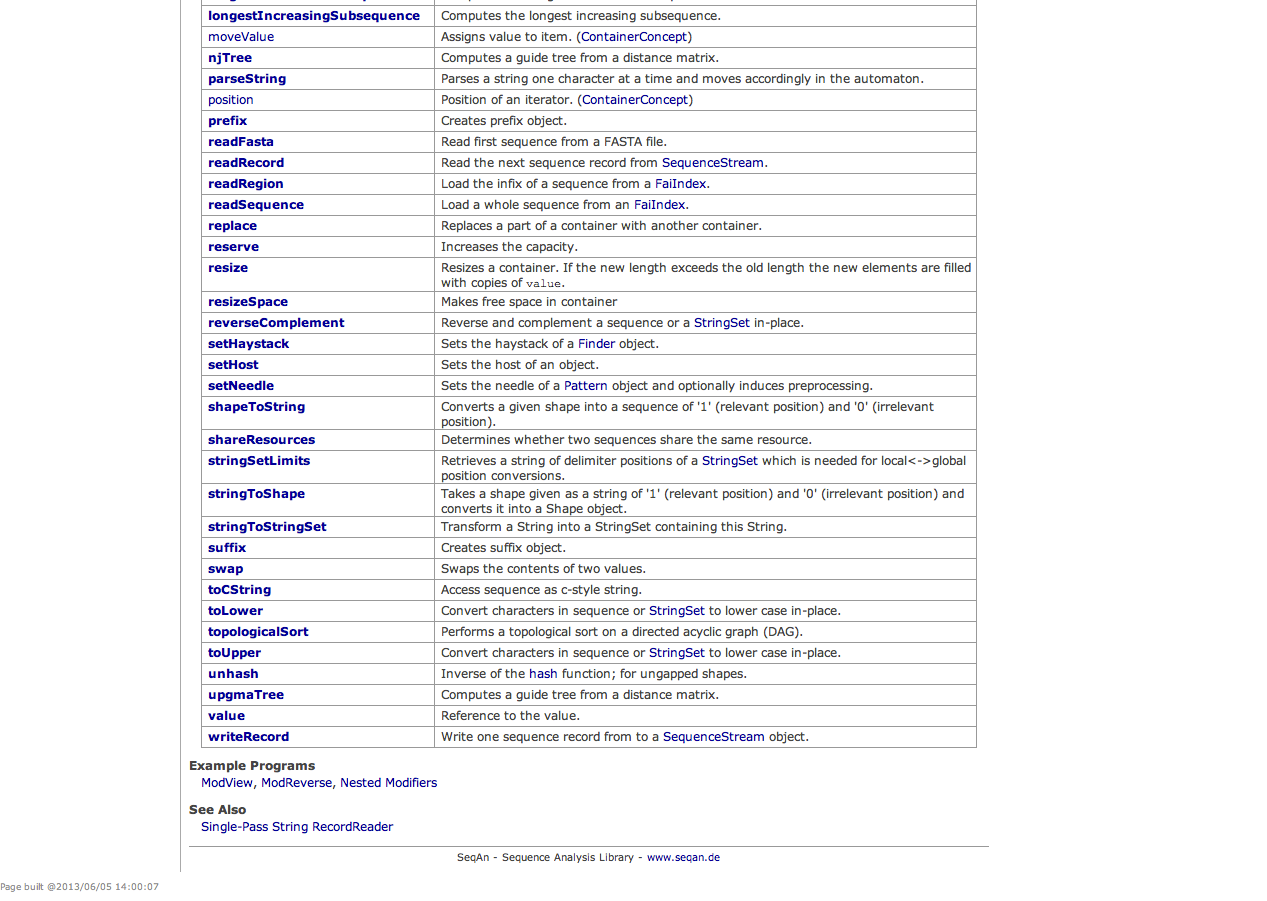 longestIncreasingSubsequence Computes the longest increasing subsequence.
moveValue Assigns value to item. (ContainerConcept)
njTree Computes a guide tree from a distance matrix.
parseString Parses a string one character at a time and moves accordingly in the automaton.
position Position of an iterator. (ContainerConcept)
prefix Creates prefix object.
readFasta Read first sequence from a FASTA file.
readRecord Read the next sequence record from SequenceStream.
readRegion Load the infix of a sequence from a FaiIndex.
readSequence Load a whole sequence from an FaiIndex.
replace Replaces a part of a container with another container.
reserve Increases the capacity.
resize Resizes a container. If the new length exceeds the old length the new elements are filled
with copies of value.
resizeSpace Makes free space in container
reverseComplement Reverse and complement a sequence or a StringSet in-place.
setHaystack Sets the haystack of a Finder object.
setHost Sets the host of an object.
setNeedle Sets the needle of a Pattern object and optionally induces preprocessing.
shapeToString Converts a given shape into a sequence of '1' (relevant position) and '0' (irrelevant
position).
shareResources Determines whether two sequences share the same resource.
stringSetLimits Retrieves a string of delimiter positions of a StringSet which is needed for local<->global
position conversions.
stringToShape Takes a shape given as a string of '1' (relevant position) and '0' (irrelevant position) and
converts it into a Shape object.
stringToStringSet Transform a String into a StringSet containing this String.
suffix Creates suffix object.
swap Swaps the contents of two values.
toCString Access sequence as c-style string.
toLower Convert characters in sequence or StringSet to lower case in-place.
topologicalSort Performs a topological sort on a directed acyclic graph (DAG).
toUpper Convert characters in sequence or StringSet to lower case in-place.
unhash Inverse of the hash function; for ungapped shapes.
upgmaTree Computes a guide tree from a distance matrix.
value Reference to the value.
writeRecord Write one sequence record from to a SequenceStream object.
Example Programs
ModView, ModReverse, Nested Modifiers
See Also
Single-Pass String RecordReader
SeqAn - Sequence Analysis Library - www.seqan.de
Page built @2013/06/05 14:00:07